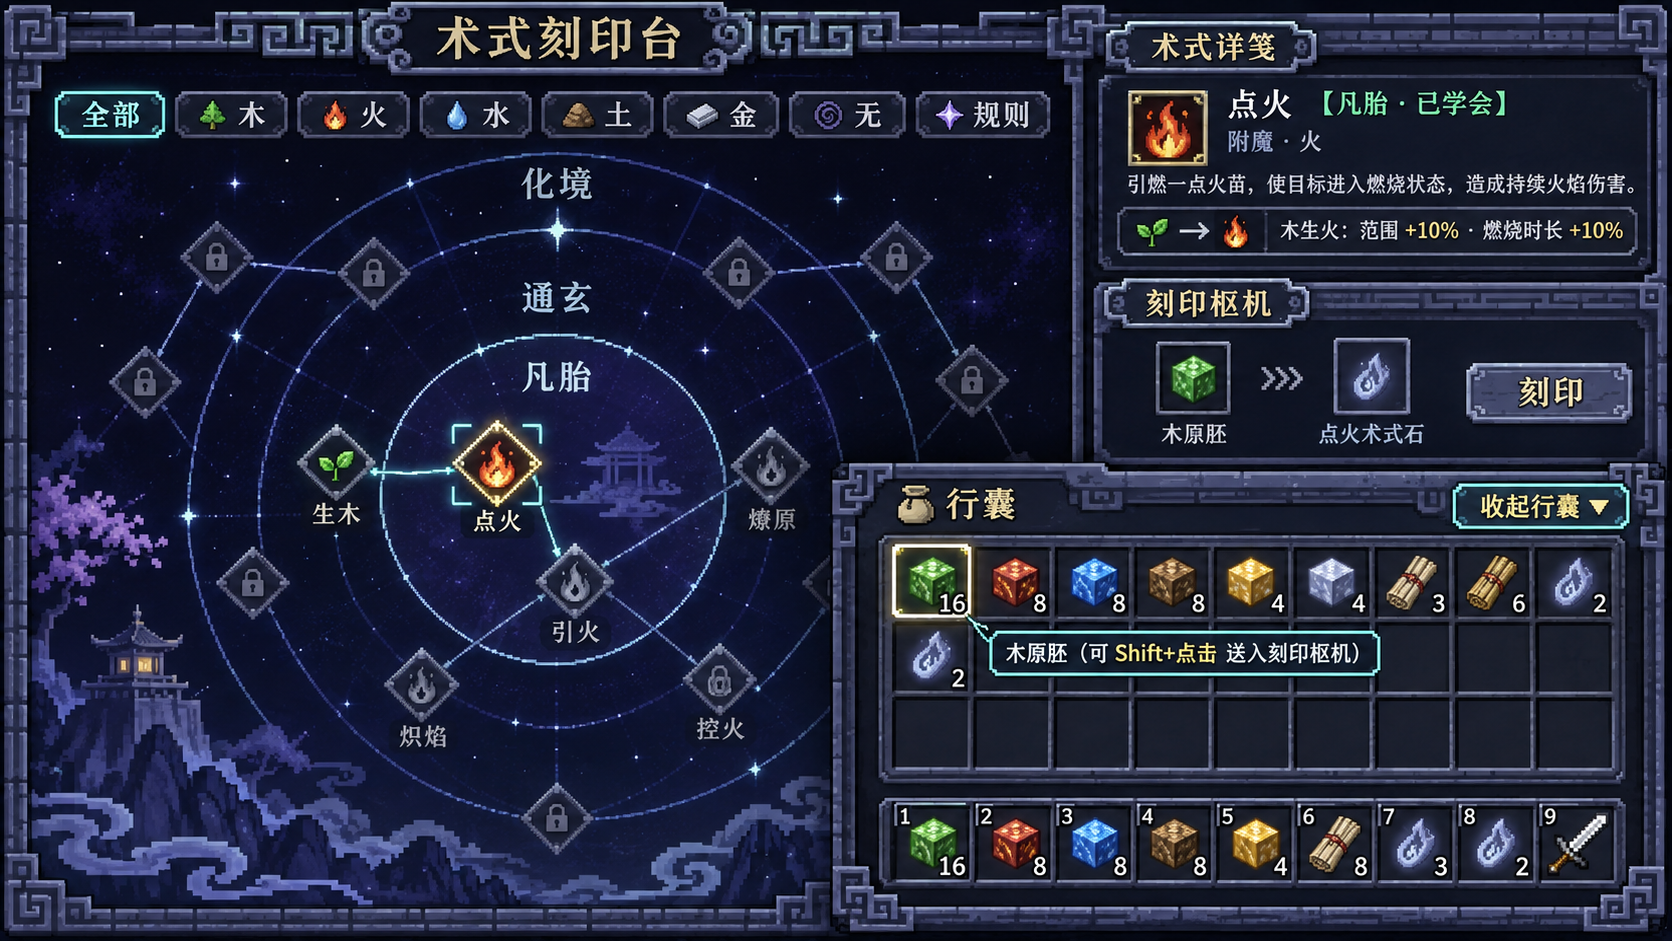 术式刻印台
全部
木
火
水
土
金
无
规则
化境
通玄
凡胎
生木
点火
燎原
引火
炽焰
控火
术式详笺
点火 【凡胎·已学会】
附魔·火
引燃一点火苗，使目标进入燃烧状态，造成持续火焰伤害。
木生火：范围 +10% · 燃烧时长 +10%
刻印枢机
木原胚
点火术式石
刻印
行囊
收起行囊▼
16
8
8
8
4
4
3
6
2
2
木原胚（可 Shift+点击 送入刻印枢机）
1
16
2
8
3
8
4
8
5
4
6
8
7
3
8
2
9